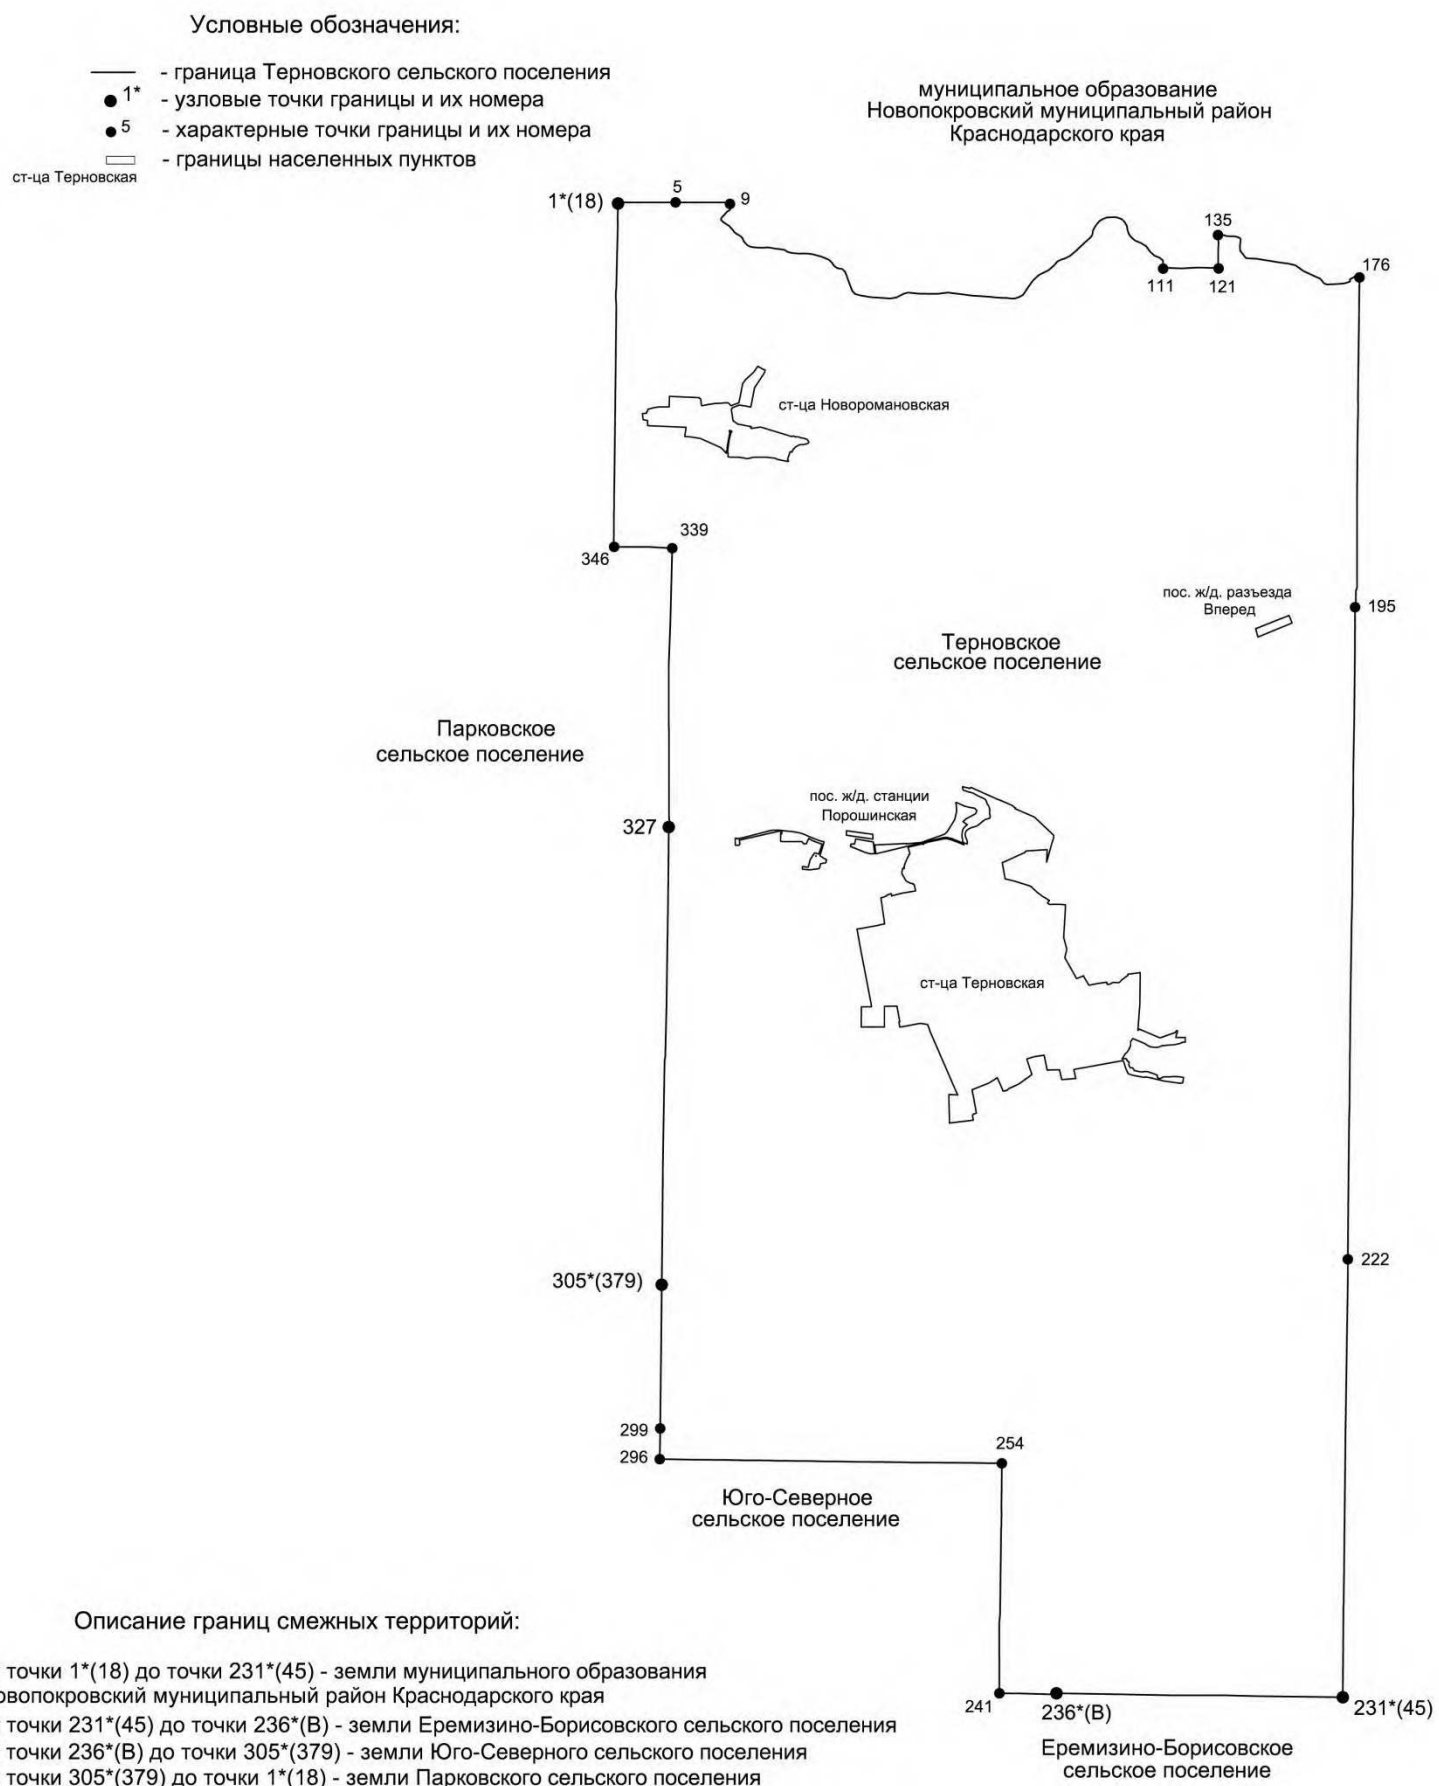 Условные обозначения:
- граница Терновского сельского поселения
1* - узловые точки границы и их номера
5 - характерные точки границы и их номера
- границы населенных пунктов
ст-ца Терновская
муниципальное образование
Новопокровский муниципальный район
Краснодарского края
1*(18)
5
9
135
111
121
176
ст-ца Новоромановская
339
346
пос. ж/д. разъезда
Вперед
195
Терновское
сельское поселение
Парковское
сельское поселение
пос. ж/д. станции
Порошинская
327
ст-ца Терновская
222
305*(379)
299
296
254
Юго-Северное
сельское поселение
241
236*(В)
231*(45)
Еремизино-Борисовское
сельское поселение
Описание границ смежных территорий:
точки 1*(18) до точки 231*(45) - земли муниципального образования
овопокровский муниципальный район Краснодарского края
точки 231*(45) до точки 236*(В) - земли Еремизино-Борисовского сельского поселения
точки 236*(В) до точки 305*(379) - земли Юго-Северного сельского поселения
точки 305*(379) до точки 1*(18) - земли Парковского сельского поселения